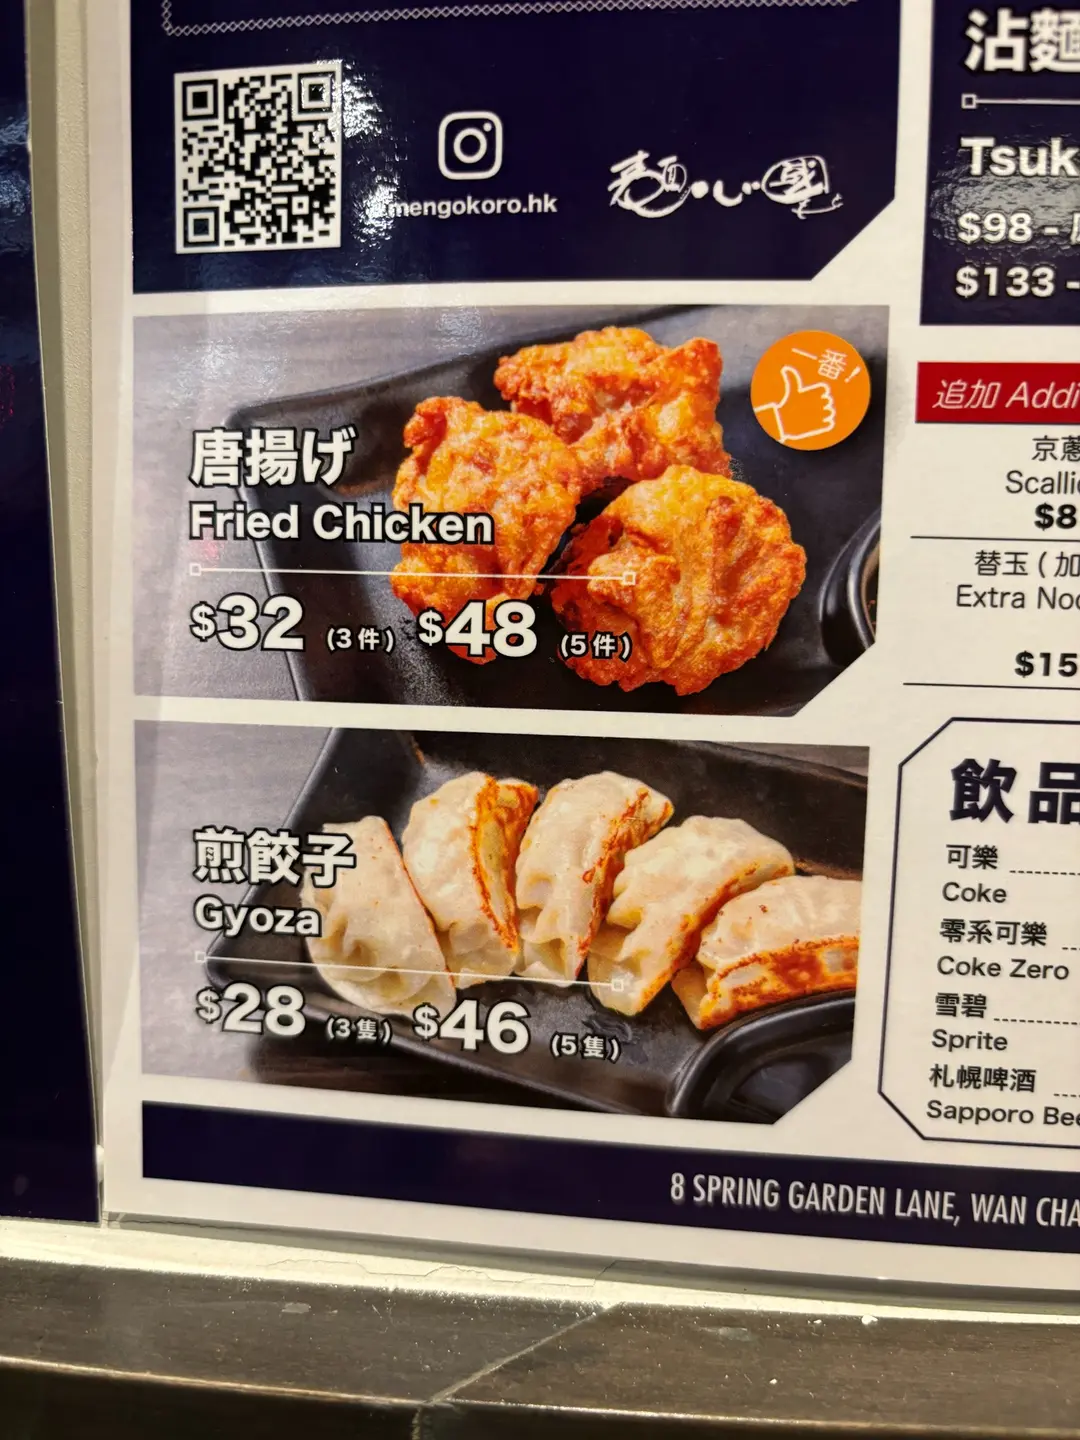 mengokoro.hk
唐揚げ
Fried Chicken
$32 (3件) $48 (5件)
一番!
煎餃子
Gyoza
$28 (3隻) $46 (5隻)
沾麵
Tsuk
$98 -
$133 -
追加 Addi
京蔥
Scalli
$8
替玉 (加
Extra Noo
$15
飲品
可樂
Coke
零系可樂
Coke Zero
雪碧
Sprite
札幌啤酒
Sapporo Bee
8 SPRING GARDEN LANE, WAN CHA